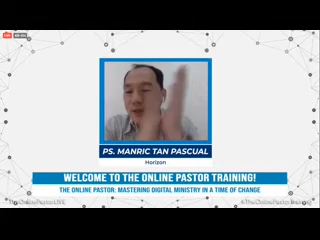 LIVE
PS. MANRIC TAN PASCUAL
Horizon
WELCOME TO THE ONLINE PASTOR TRAINING!
THE ONLINE PASTOR: MASTERING DIGITAL MINISTRY IN A TIME OF CHANGE